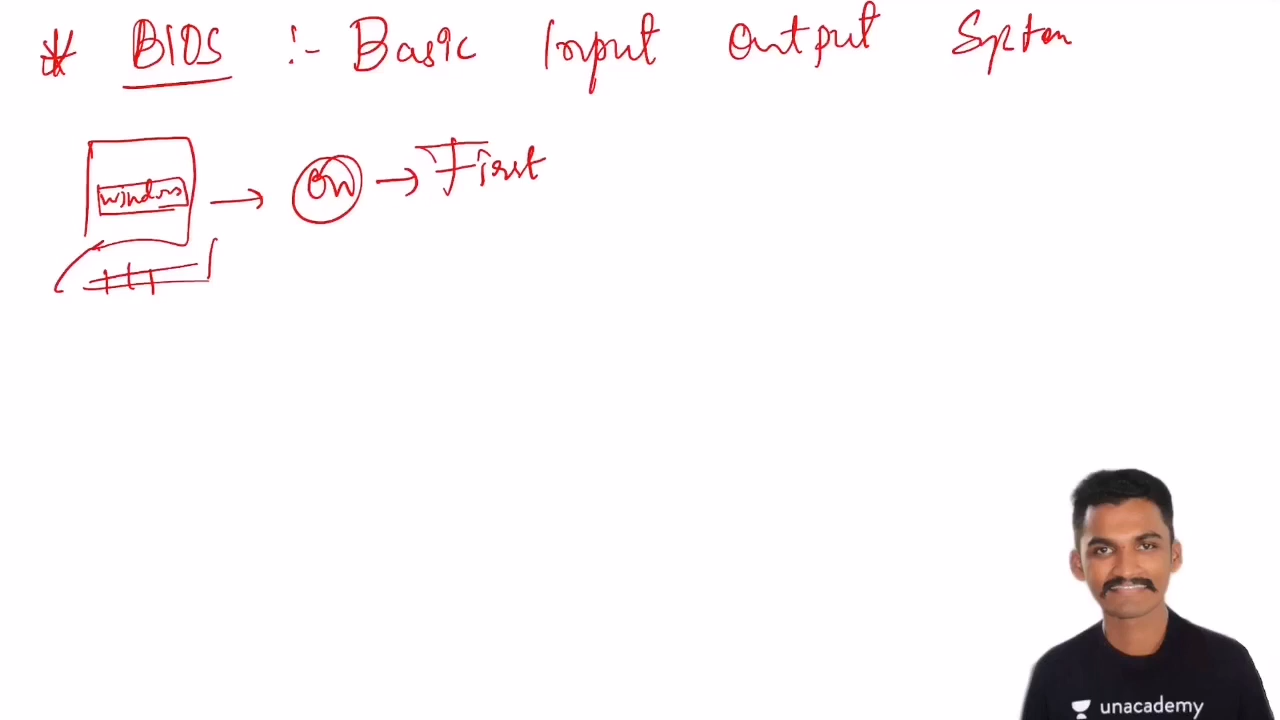 * BIOS :- Basic Input Output System
windows → ON → First
unacademy